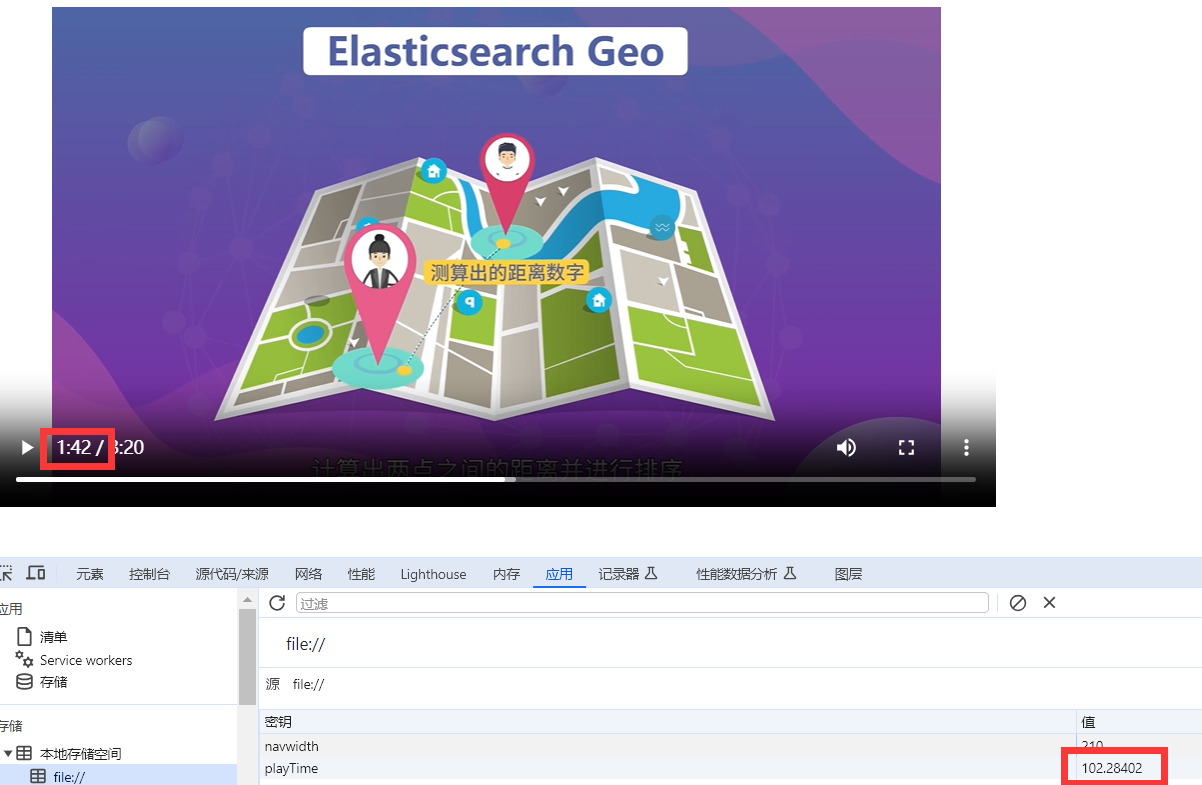 Elasticsearch Geo
测算出的距离数字
P
1:42 / 3:20
计算出两点之间的距离并进行排序
元素 控制台 源代码/来源 网络 性能 Lighthouse 内存 应用 记录器 性能数据分析 图层
应用
过滤
清单
file://
Service workers
存储
源 file://
存储
密钥 值
本地存储空间
navwidth 210
file://
playTime 102.28402